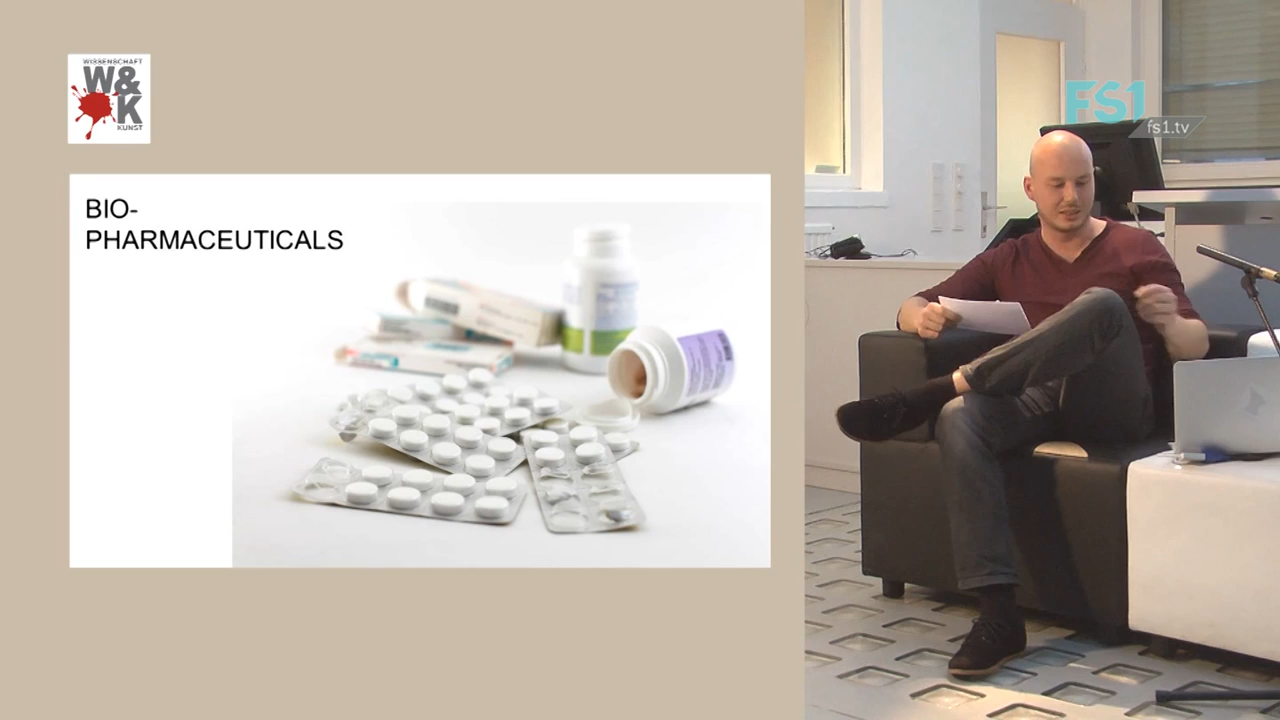 WISSENSCHAFT
W&
K
KUNST
BIO-
PHARMACEUTICALS
FS1
fs1.tv